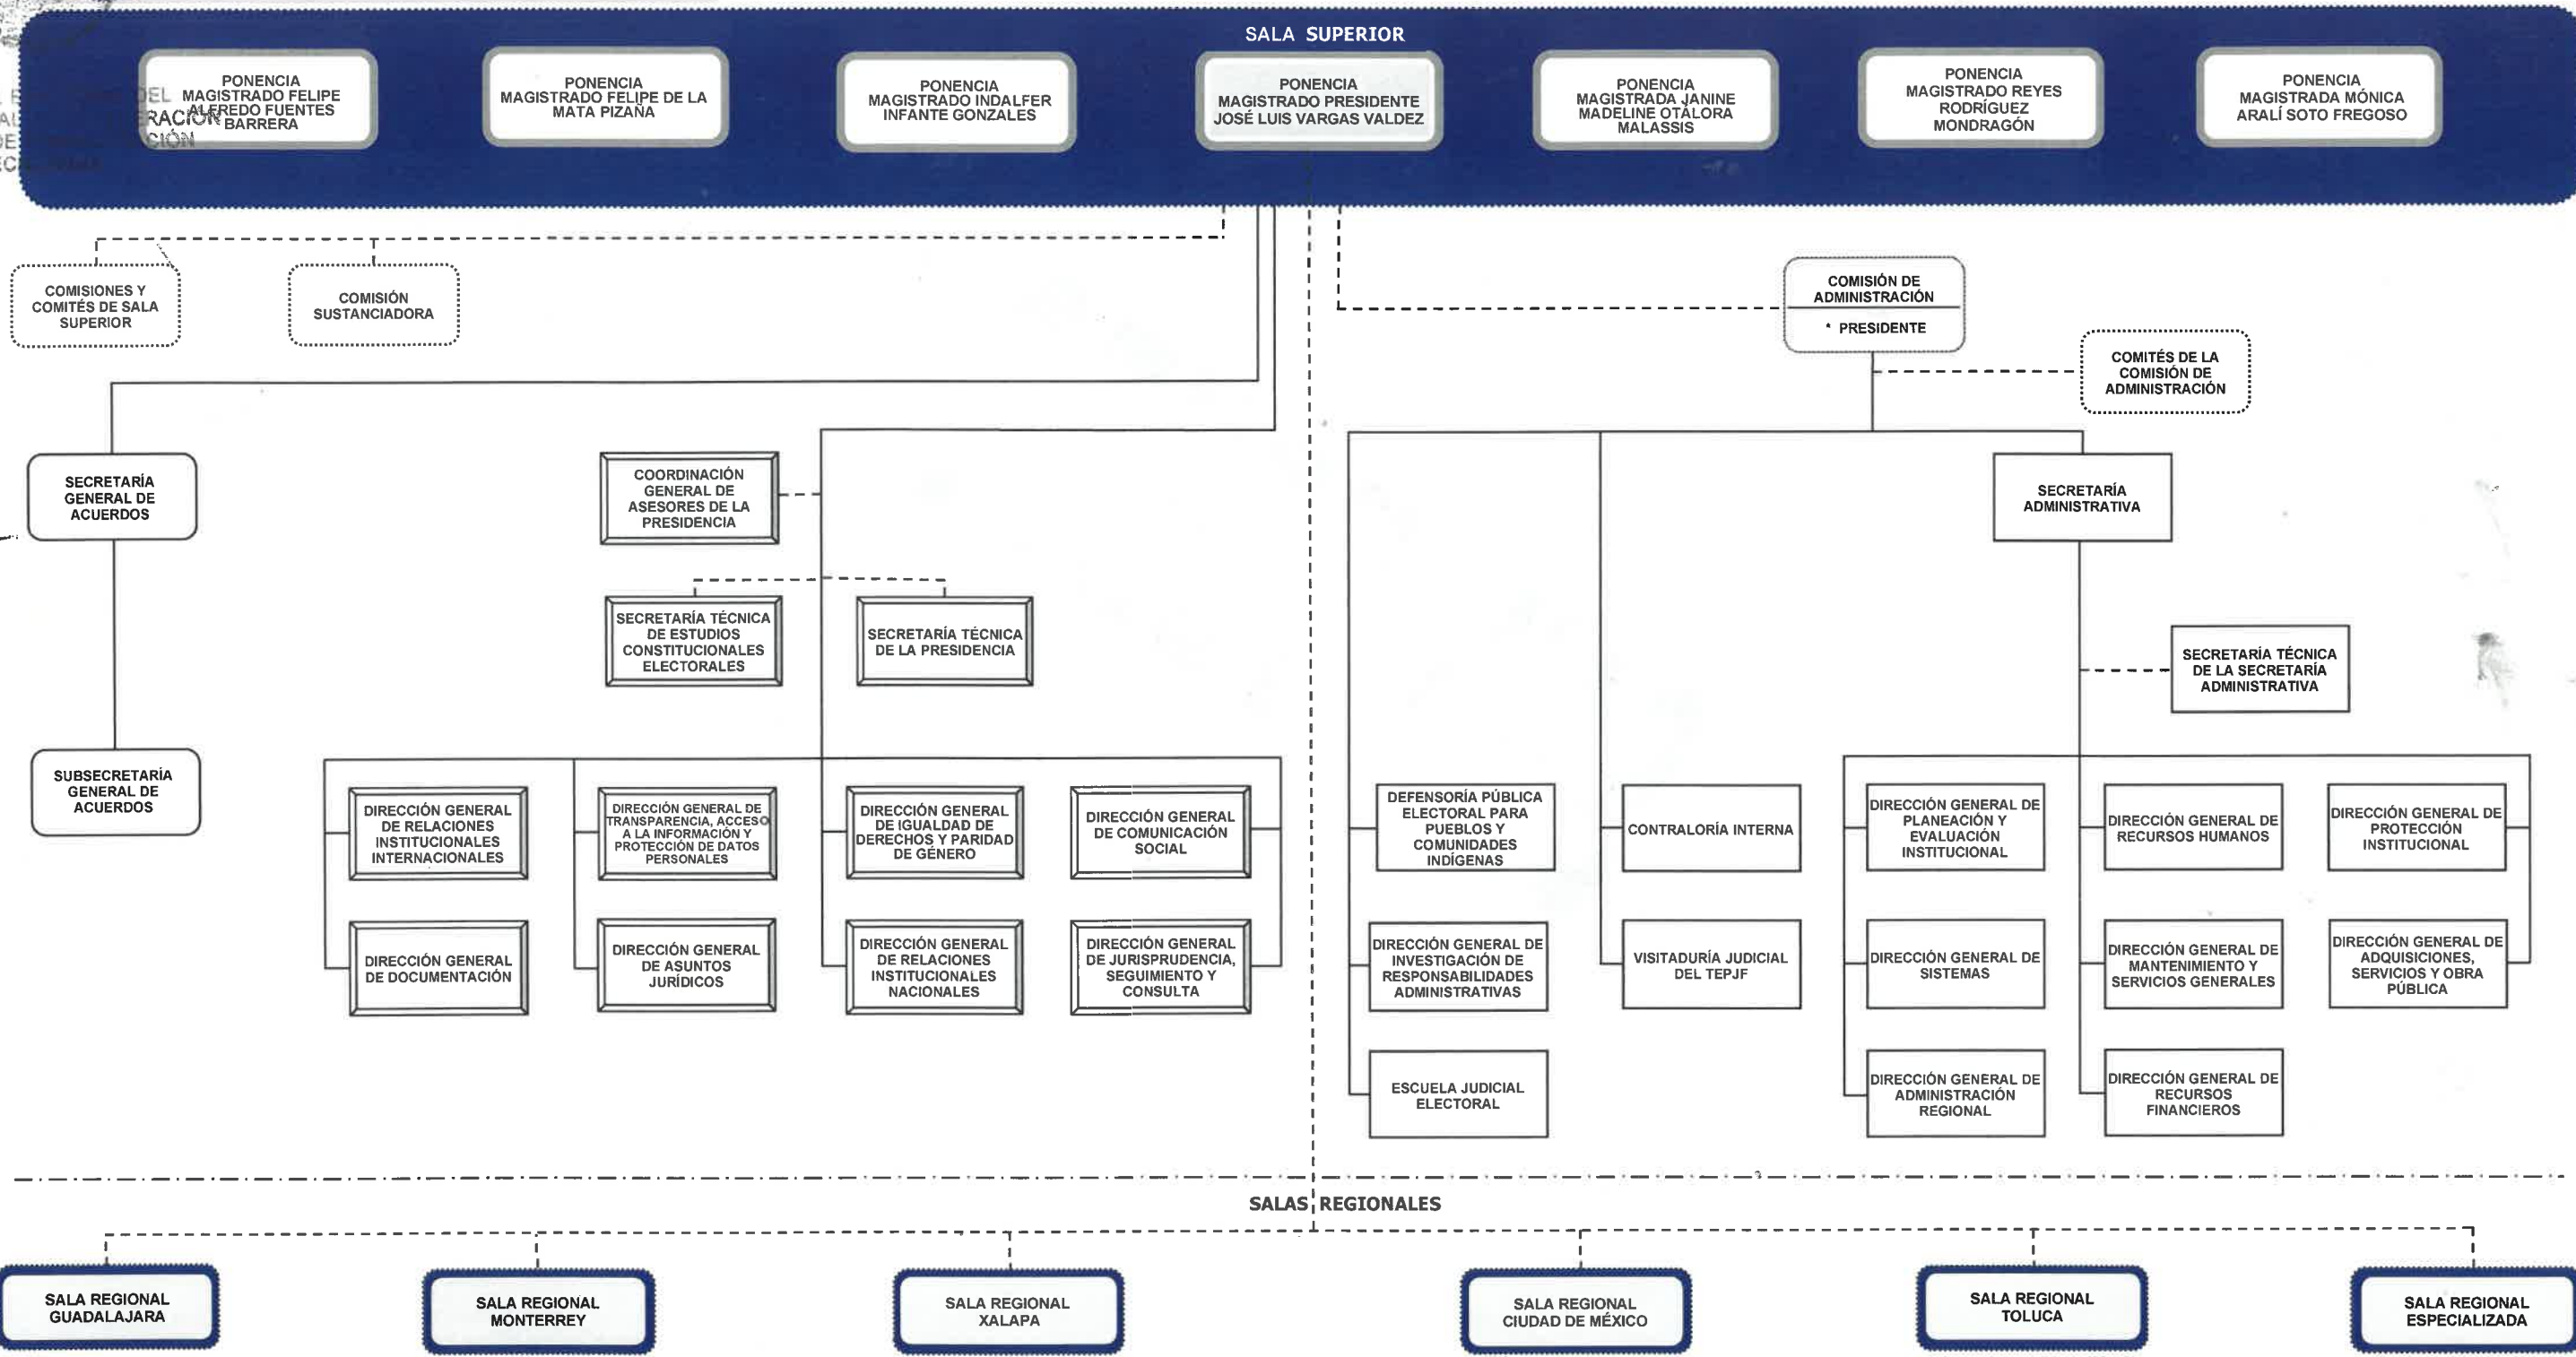 SALA SUPERIOR
PONENCIA
MAGISTRADO FELIPE
ALFREDO FUENTES
BARRERA
PONENCIA
MAGISTRADO FELIPE DE LA
MATA PIZAÑA
PONENCIA
MAGISTRADO INDALFER
INFANTE GONZALES
PONENCIA
MAGISTRADO PRESIDENTE
JOSÉ LUIS VARGAS VALDEZ
PONENCIA
MAGISTRADA JANINE
MADELINE OTÁLORA
MALASSIS
PONENCIA
MAGISTRADO REYES
RODRÍGUEZ
MONDRAGÓN
PONENCIA
MAGISTRADA MÓNICA
ARALÍ SOTO FREGOSO
COMISIONES Y
COMITÉS DE SALA
SUPERIOR
COMISIÓN
SUSTANCIADORA
COMISIÓN DE
ADMINISTRACIÓN
* PRESIDENTE
COMITÉS DE LA
COMISIÓN DE
ADMINISTRACIÓN
SECRETARÍA
GENERAL DE
ACUERDOS
COORDINACIÓN
GENERAL DE
ASESORES DE LA
PRESIDENCIA
SECRETARÍA
ADMINISTRATIVA
SECRETARÍA TÉCNICA
DE ESTUDIOS
CONSTITUCIONALES
ELECTORALES
SECRETARÍA TÉCNICA
DE LA PRESIDENCIA
SECRETARÍA TÉCNICA
DE LA SECRETARÍA
ADMINISTRATIVA
SUBSECRETARÍA
GENERAL DE
ACUERDOS
DIRECCIÓN GENERAL
DE RELACIONES
INSTITUCIONALES
INTERNACIONALES
DIRECCIÓN GENERAL DE
TRANSPARENCIA, ACCESO
A LA INFORMACIÓN Y
PROTECCIÓN DE DATOS
PERSONALES
DIRECCIÓN GENERAL
DE IGUALDAD DE
DERECHOS Y PARIDAD
DE GÉNERO
DIRECCIÓN GENERAL
DE COMUNICACIÓN
SOCIAL
DEFENSORÍA PÚBLICA
ELECTORAL PARA
PUEBLOS Y
COMUNIDADES
INDÍGENAS
CONTRALORÍA INTERNA
DIRECCIÓN GENERAL DE
PLANEACIÓN Y
EVALUACIÓN
INSTITUCIONAL
DIRECCIÓN GENERAL DE
RECURSOS HUMANOS
DIRECCIÓN GENERAL DE
PROTECCIÓN
INSTITUCIONAL
DIRECCIÓN GENERAL
DE DOCUMENTACIÓN
DIRECCIÓN GENERAL
DE ASUNTOS
JURÍDICOS
DIRECCIÓN GENERAL
DE RELACIONES
INSTITUCIONALES
NACIONALES
DIRECCIÓN GENERAL
DE JURISPRUDENCIA,
SEGUIMIENTO Y
CONSULTA
DIRECCIÓN GENERAL DE
INVESTIGACIÓN DE
RESPONSABILIDADES
ADMINISTRATIVAS
VISITADURÍA JUDICIAL
DEL TEPJF
DIRECCIÓN GENERAL DE
SISTEMAS
DIRECCIÓN GENERAL DE
MANTENIMIENTO Y
SERVICIOS GENERALES
DIRECCIÓN GENERAL DE
ADQUISICIONES,
SERVICIOS Y OBRA
PÚBLICA
ESCUELA JUDICIAL
ELECTORAL
DIRECCIÓN GENERAL DE
ADMINISTRACIÓN
REGIONAL
DIRECCIÓN GENERAL DE
RECURSOS
FINANCIEROS
SALAS REGIONALES
SALA REGIONAL
GUADALAJARA
SALA REGIONAL
MONTERREY
SALA REGIONAL
XALAPA
SALA REGIONAL
CIUDAD DE MÉXICO
SALA REGIONAL
TOLUCA
SALA REGIONAL
ESPECIALIZADA